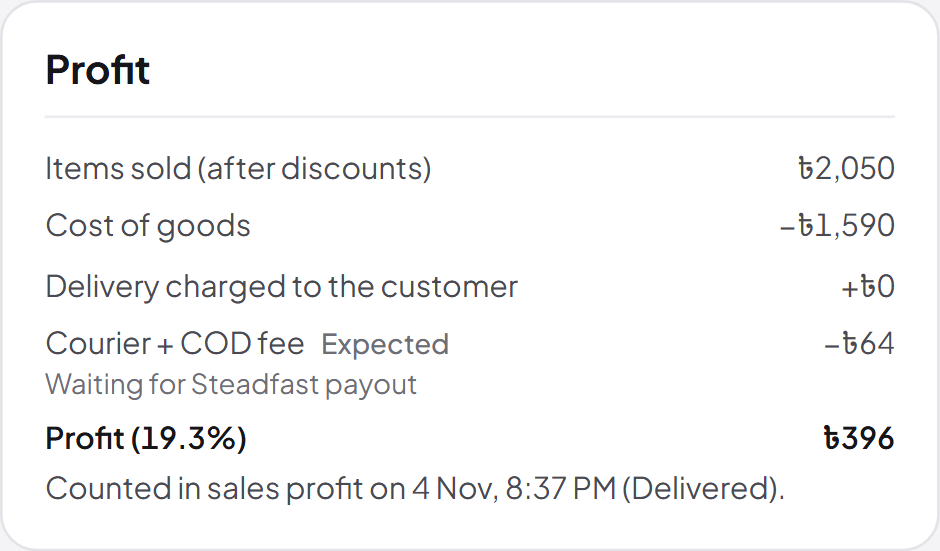 Profit
Items sold (after discounts) ৳2,050
Cost of goods −৳1,590
Delivery charged to the customer +৳0
Courier + COD fee Expected −৳64
Waiting for Steadfast payout
Profit (19.3%) ৳396
Counted in sales profit on 4 Nov, 8:37 PM (Delivered).